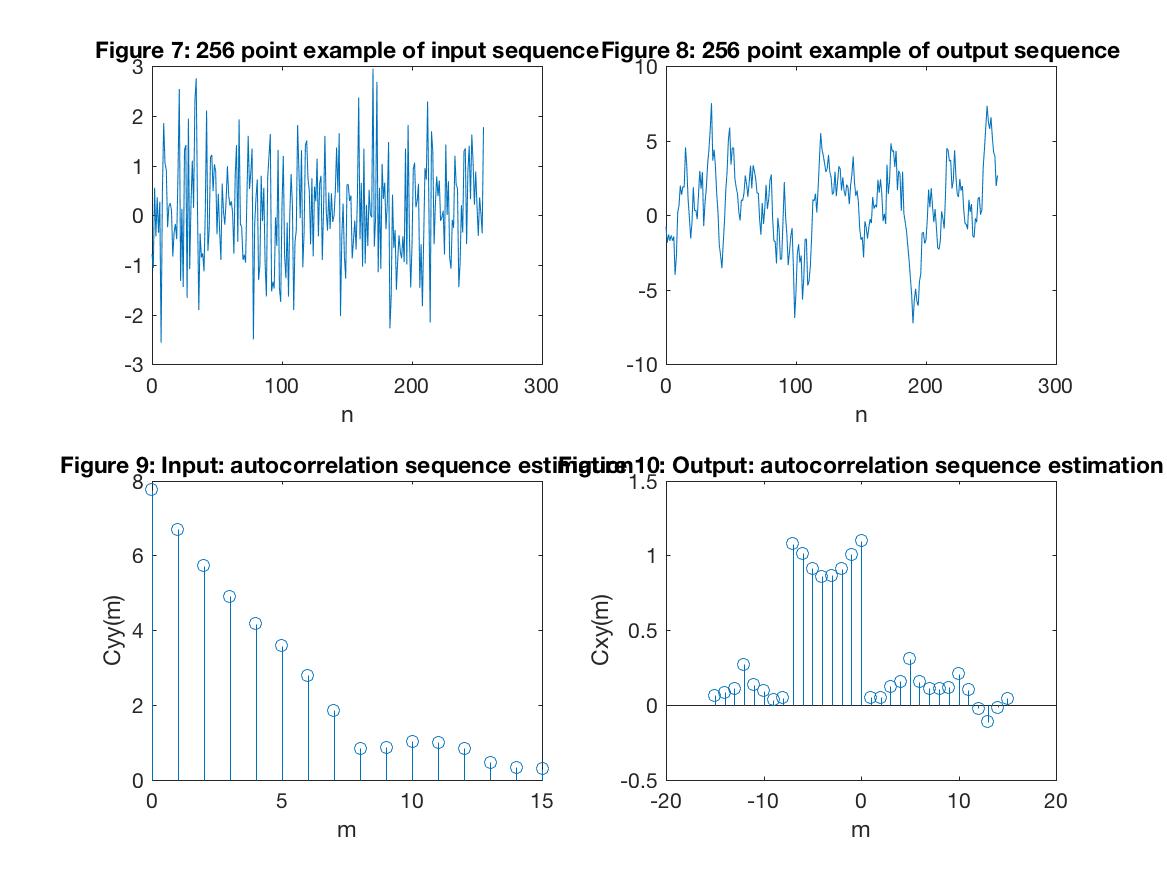 Figure 7: 256 point example of input sequence
3
2
1
0
-1
-2
-3
0 100 200 300
n
Figure 8: 256 point example of output sequence
10
5
0
-5
-10
0 100 200 300
n
Figure 9: Input: autocorrelation sequence estimation
8
6
4
2
0
Cyy(m)
0 5 10 15
m
Figure 10: Output: autocorrelation sequence estimation
1.5
1
0.5
0
-0.5
Cxy(m)
-20 -10 0 10 20
m